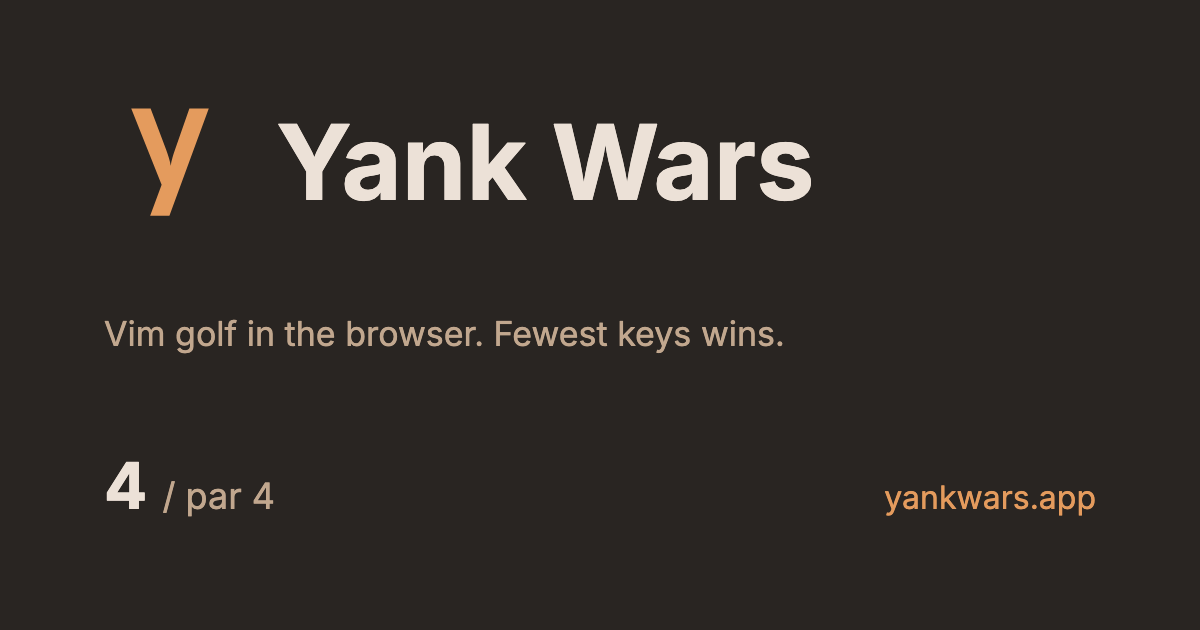 y Yank Wars
Vim golf in the browser. Fewest keys wins.
4 / par 4
yankwars.app